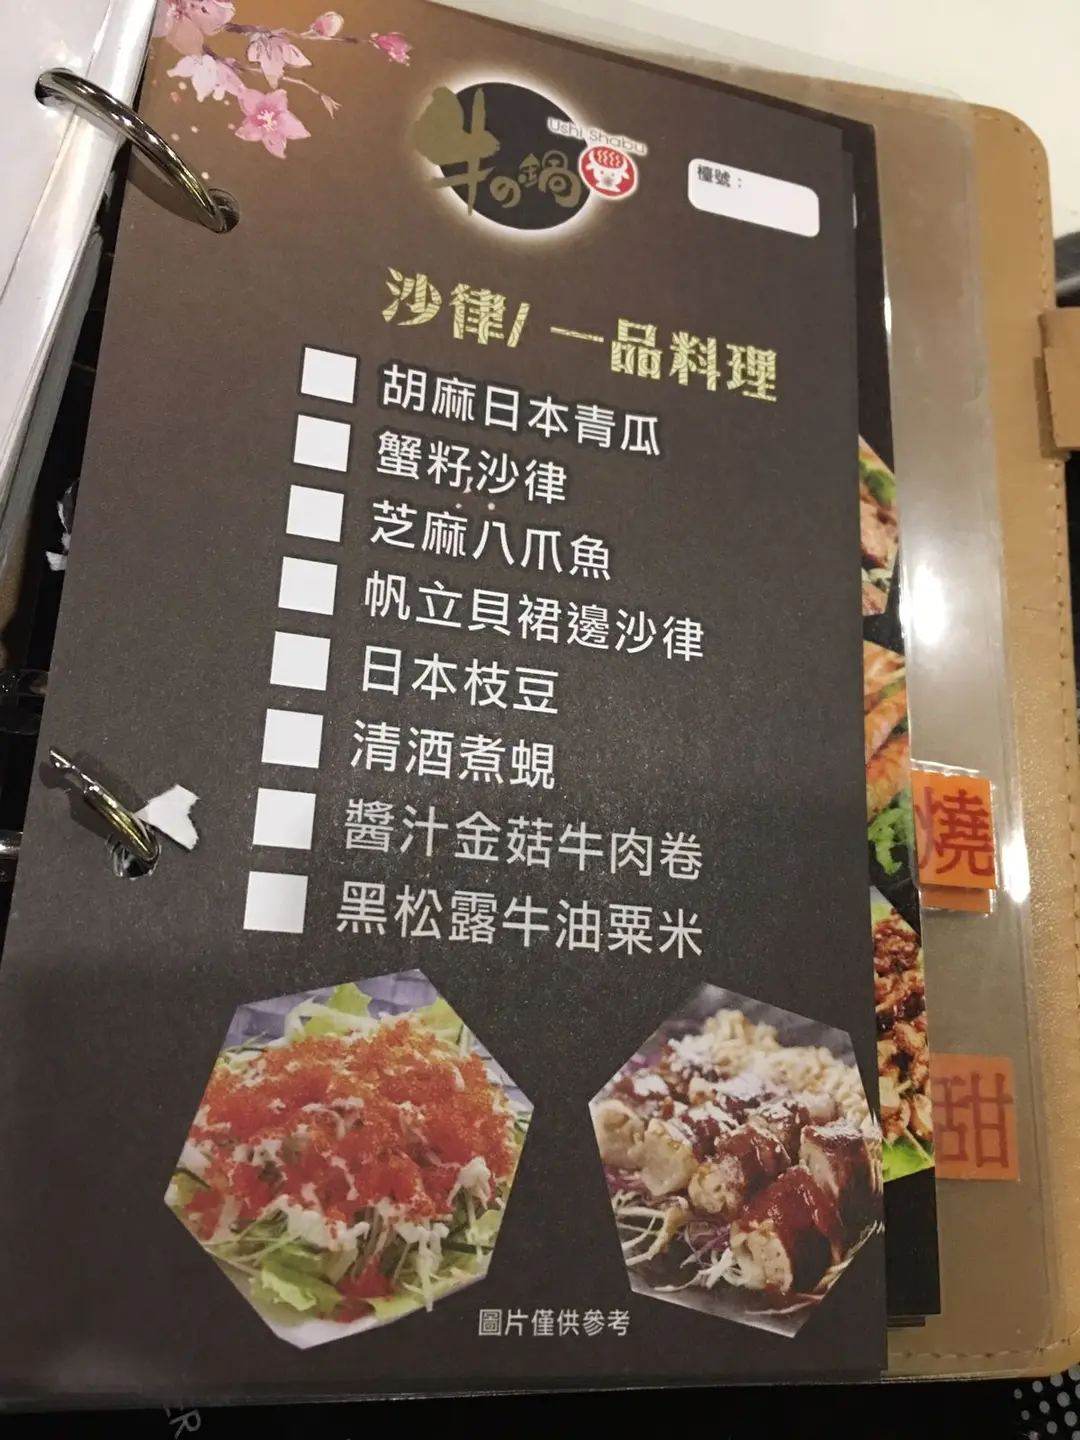 牛の鍋
Ushi Shabu
檯號：
沙律/ 一品料理
胡麻日本青瓜
蟹籽沙律
芝麻八爪魚
帆立貝裙邊沙律
日本枝豆
清酒煮蜆
醬汁金菇牛肉卷
黑松露牛油粟米
燒
甜
圖片僅供參考
ER